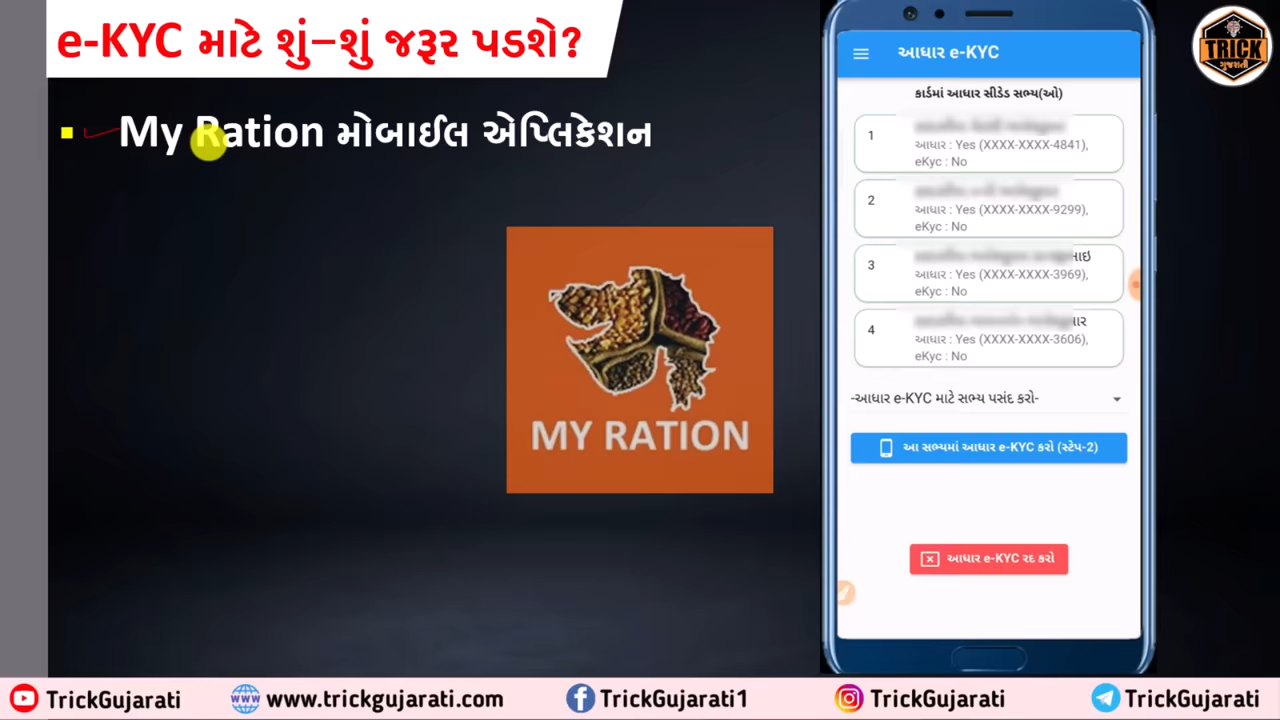 e-KYC માટે શું–શું જરૂર પડશે?
My Ration મોબાઈલ એપ્લિકેશન
MY RATION
TRICK
ગુજરાતી
આધાર e-KYC
કાર્ડમાં આધાર સીડેડ સભ્ય(ઓ)
1
આધાર : Yes (XXXX-XXXX-4841),
eKyc : No
2
આધાર : Yes (XXXX-XXXX-9299),
eKyc : No
3
આધાર : Yes (XXXX-XXXX-3969),
eKyc : No
4
આધાર : Yes (XXXX-XXXX-3606),
eKyc : No
-આધાર e-KYC માટે સભ્ય પસંદ કરો-
આ સભ્યમાં આધાર e-KYC કરો (સ્ટેપ-2)
આધાર e-KYC રદ કરો
TrickGujarati www.trickgujarati.com TrickGujarati1 TrickGujarati TrickGujarati